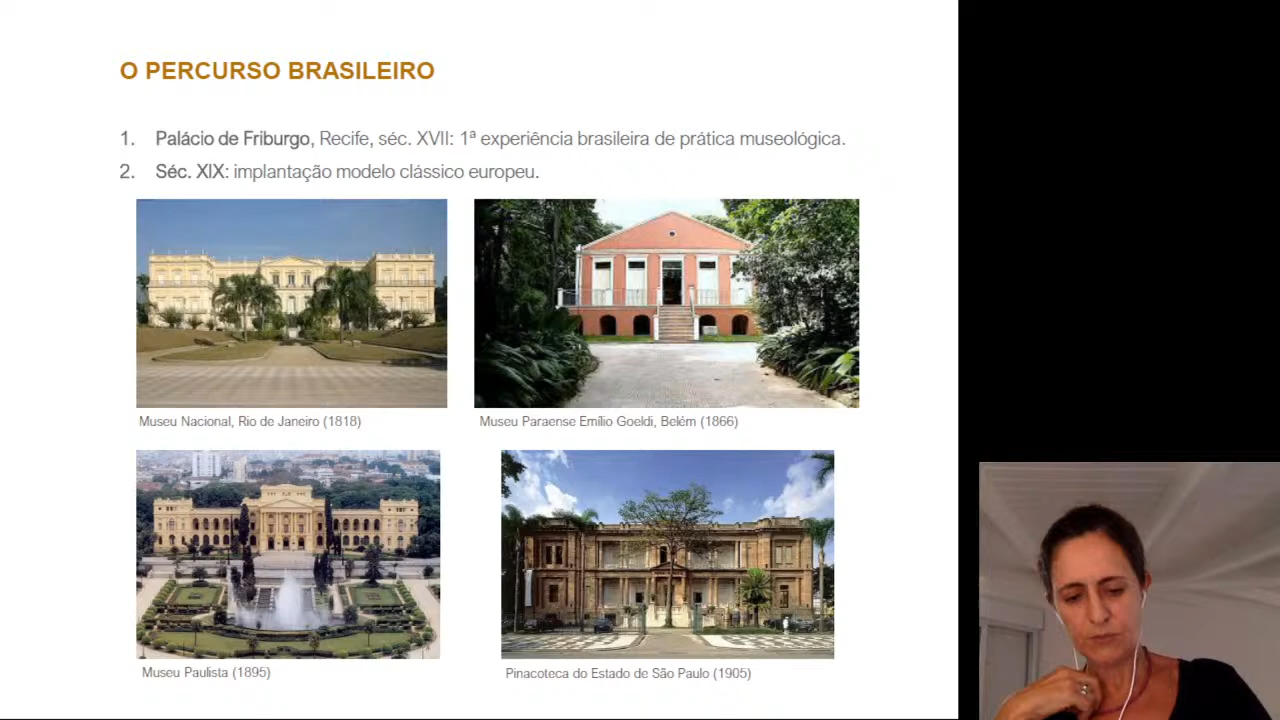 O PERCURSO BRASILEIRO
1. Palácio de Friburgo, Recife, séc. XVII: 1ª experiência brasileira de prática museológica.
2. Séc. XIX: implantação modelo clássico europeu.
Museu Nacional, Rio de Janeiro (1818)
Museu Paraense Emílio Goeldi, Belém (1866)
Museu Paulista (1895)
Pinacoteca do Estado de São Paulo (1905)